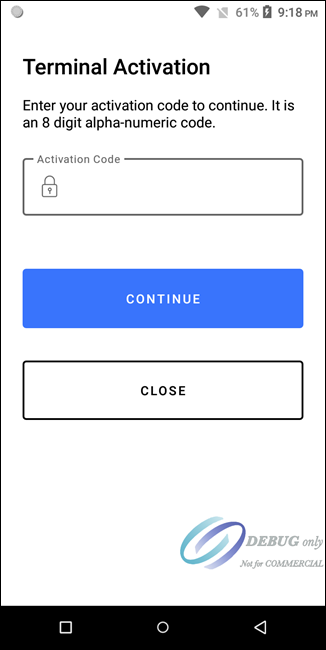 61% 9:18 PM
Terminal Activation
Enter your activation code to continue. It is
an 8 digit alpha-numeric code.
Activation Code
CONTINUE
CLOSE
DEBUG only
Not for COMMERCIAL